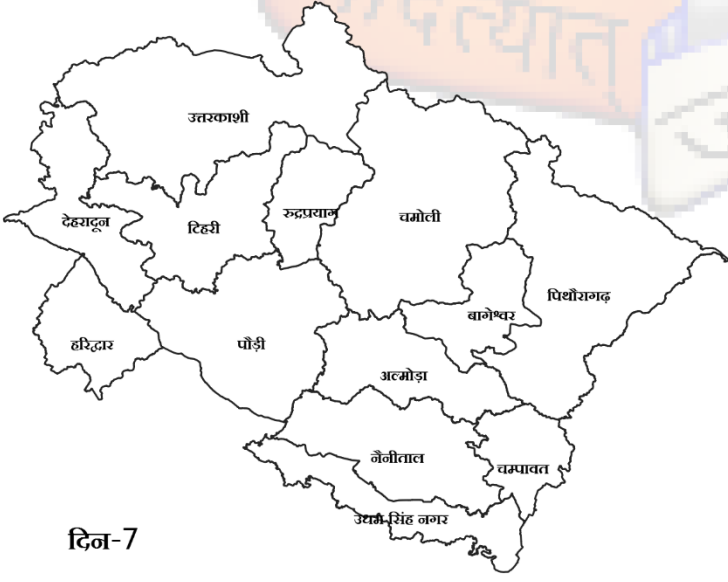 उत्तरकाशी
देहरादून
टिहरी
रुद्रप्रयाग
चमोली
पिथौरागढ़
बागेश्वर
हरिद्वार
पौड़ी
अल्मोड़ा
नैनीताल
चम्पावत
उधम सिंह नगर
दिन-7